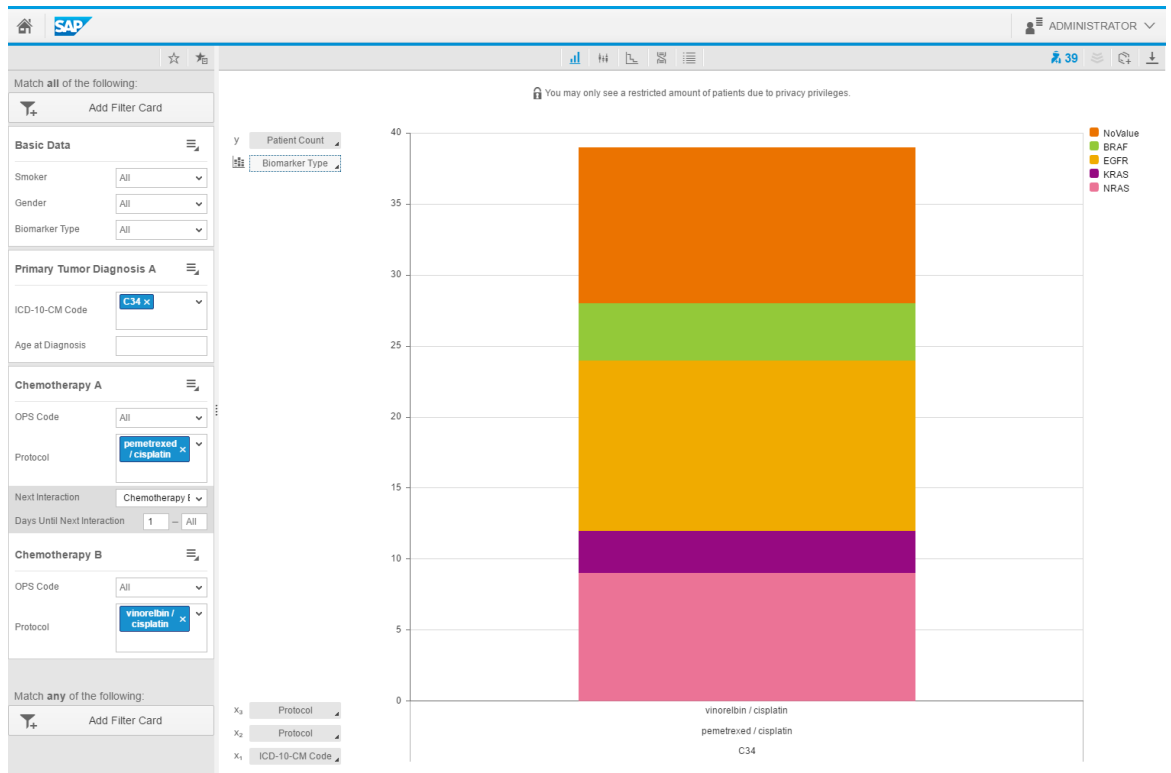 SAP
ADMINISTRATOR
39
Match all of the following:
Add Filter Card
Basic Data
Smoker
All
Gender
All
Biomarker Type
All
Primary Tumor Diagnosis A
ICD-10-CM Code
C34 ×
Age at Diagnosis
Chemotherapy A
OPS Code
All
Protocol
pemetrexed
/ cisplatin ×
Next Interaction
Chemotherapy E
Days Until Next Interaction
1 – All
Chemotherapy B
OPS Code
All
Protocol
vinorelbin /
cisplatin ×
Match any of the following:
Add Filter Card
You may only see a restricted amount of patients due to privacy privileges.
y Patient Count
Biomarker Type
40
35
30
25
20
15
10
5
0
NoValue
BRAF
EGFR
KRAS
NRAS
x3 Protocol
x2 Protocol
x1 ICD-10-CM Code
vinorelbin / cisplatin
pemetrexed / cisplatin
C34